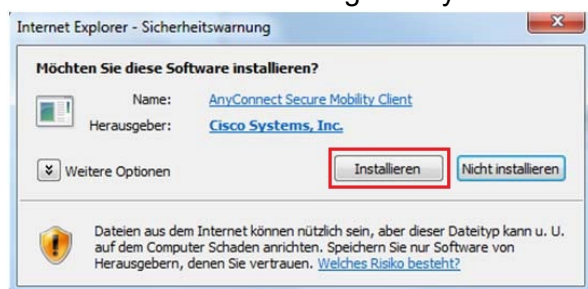 Internet Explorer - Sicherheitswarnung
Möchten Sie diese Software installieren?
Name: AnyConnect Secure Mobility Client
Herausgeber: Cisco Systems, Inc.
Weitere Optionen Installieren Nicht installieren
Dateien aus dem Internet können nützlich sein, aber dieser Dateityp kann u. U.
auf dem Computer Schaden anrichten. Speichern Sie nur Software von
Herausgebern, denen Sie vertrauen. Welches Risiko besteht?